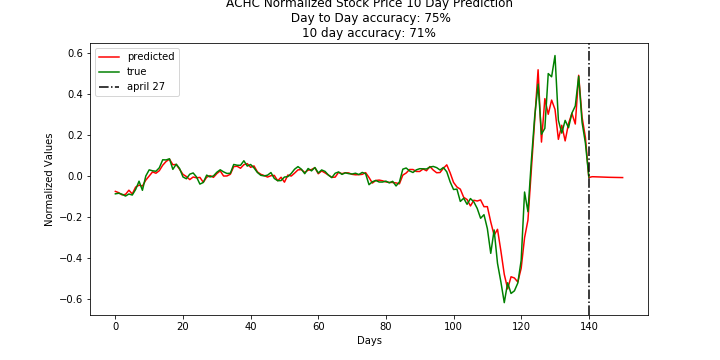 ACHC Normalized Stock Price 10 Day Prediction
Day to Day accuracy: 75%
10 day accuracy: 71%
predicted
true
april 27
Normalized Values
0.6
0.4
0.2
0.0
−0.2
−0.4
−0.6
0 20 40 60 80 100 120 140
Days